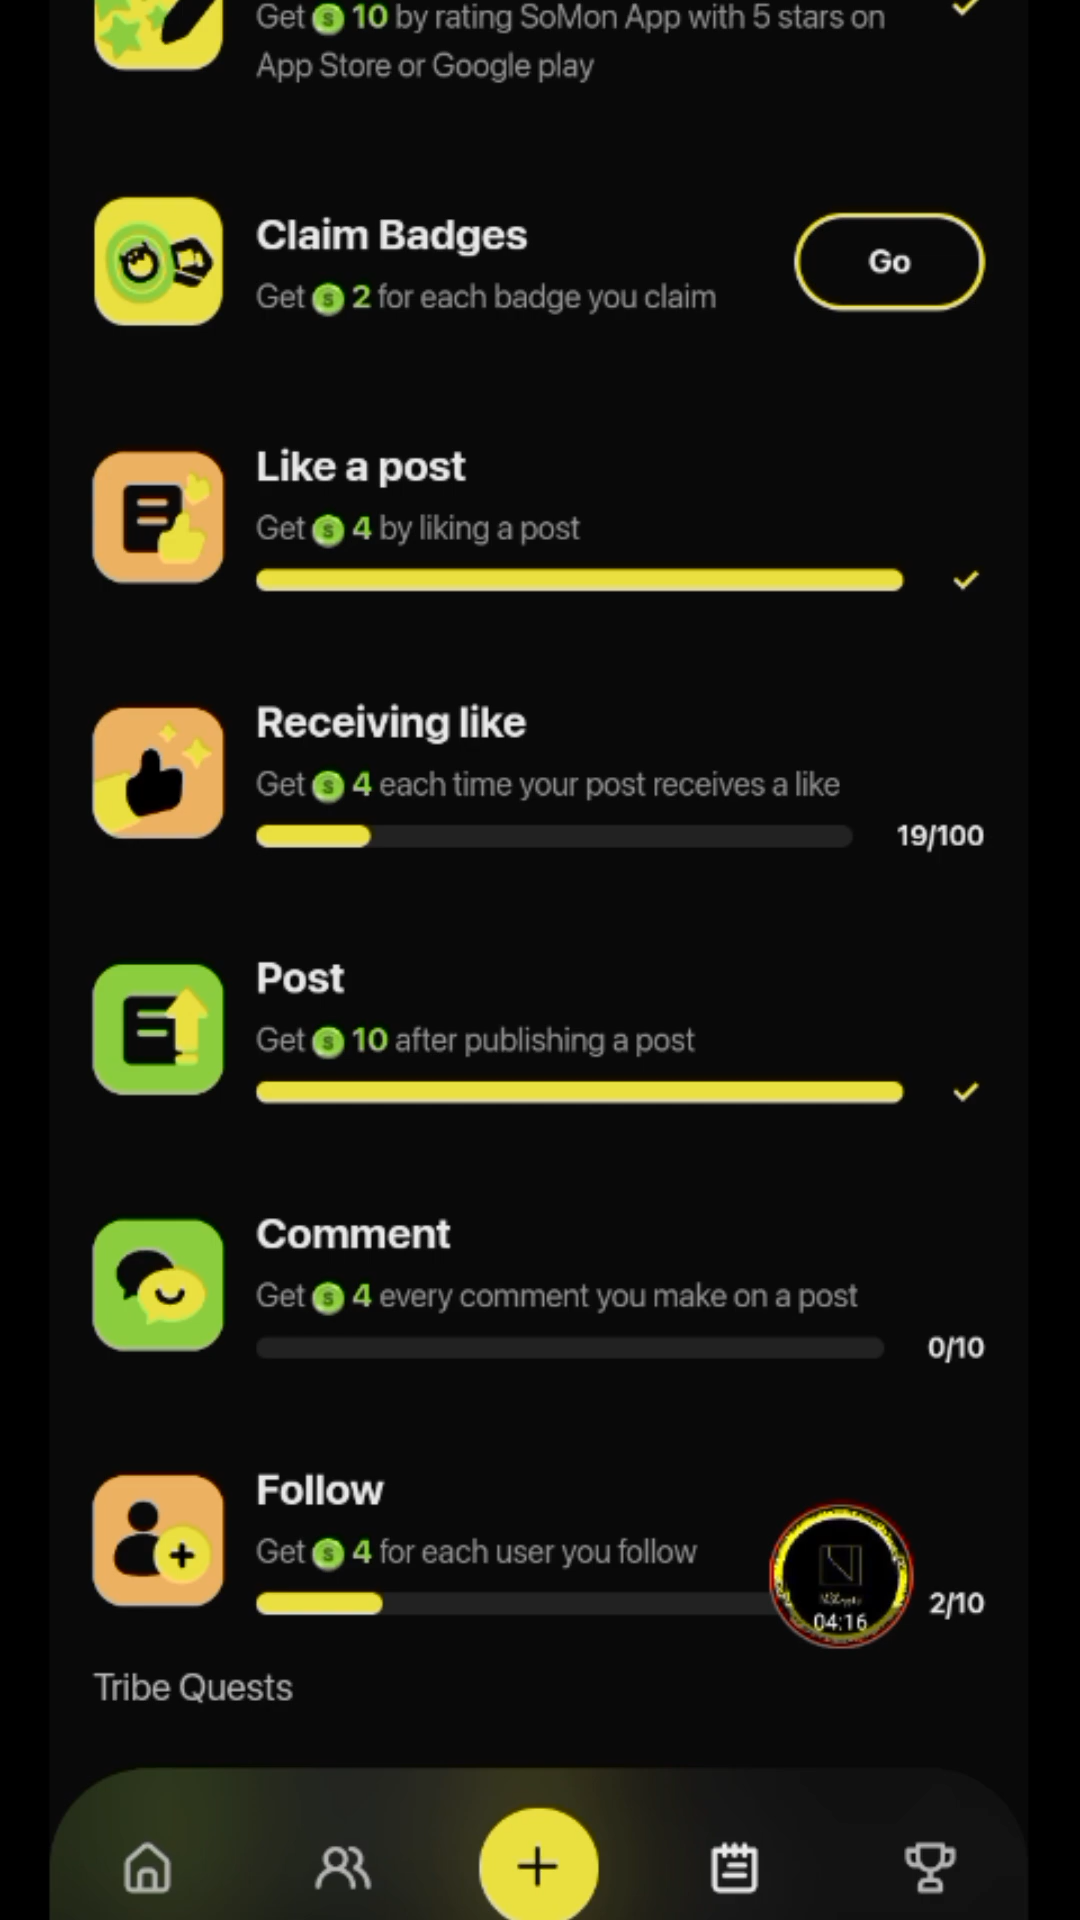 Get S 10 by rating SoMon App with 5 stars on
App Store or Google play
Claim Badges
Get S 2 for each badge you claim
Go
Like a post
Get S 4 by liking a post
Receiving like
Get S 4 each time your post receives a like
19/100
Post
Get S 10 after publishing a post
Comment
Get S 4 every comment you make on a post
0/10
Follow
Get S 4 for each user you follow
04:16
2/10
Tribe Quests